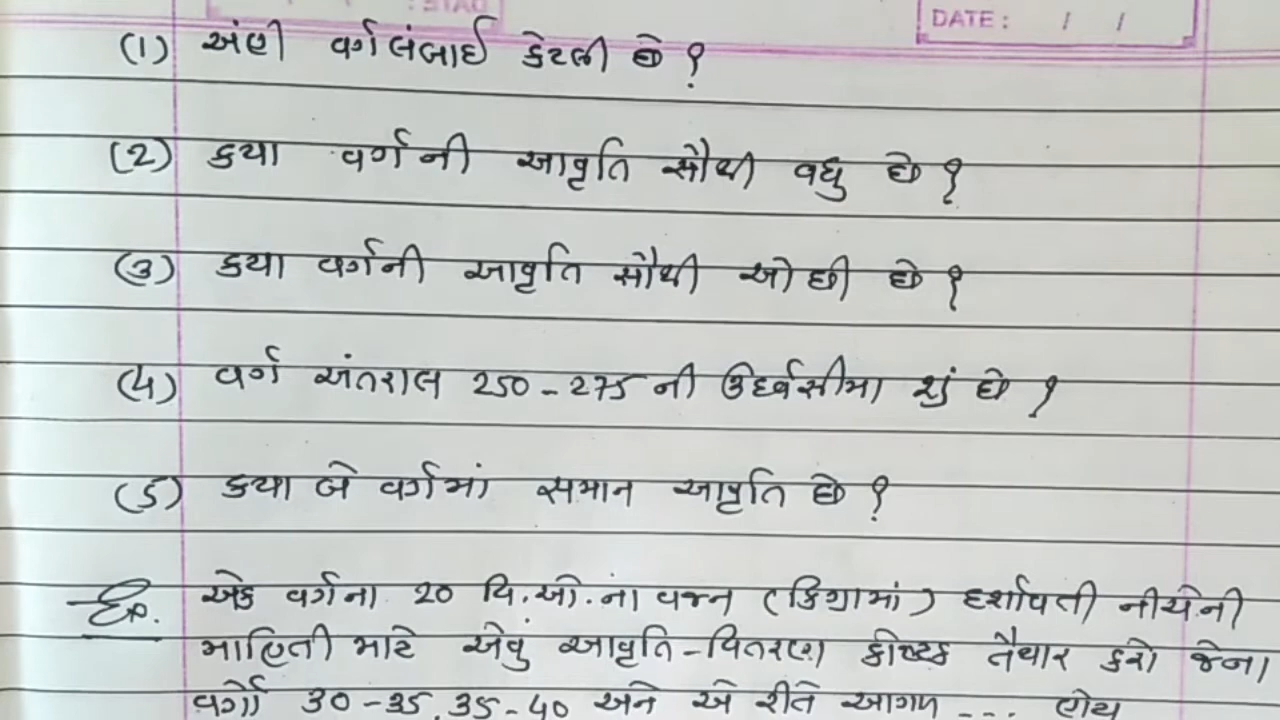 DATE : / /
(1) અંહી વર્ગલંબાઈ કેટલી છે ?
(2) કયા વર્ગની આવૃતિ સૌથી વધુ છે ?
(3) કયા વર્ગની આવૃતિ સૌથી ઓછી છે ?
(4) વર્ગ અંતરાલ 250-275 ની ઉર્ધ્વસીમા શું છે ?
(5) કયા બે વર્ગમાં સમાન આવૃતિ છે ?
એક વર્ગના 20 વિ.ઓ.ના વજન (કિગ્રામાં) દર્શાવતી નીચેની
માહિતી માટે એવું આવૃતિ-વિતરણ કોષ્ટક તૈયાર કરો જેના
વર્ગો 30-35, 35-40 અને એ રીતે આગળ ... હોય